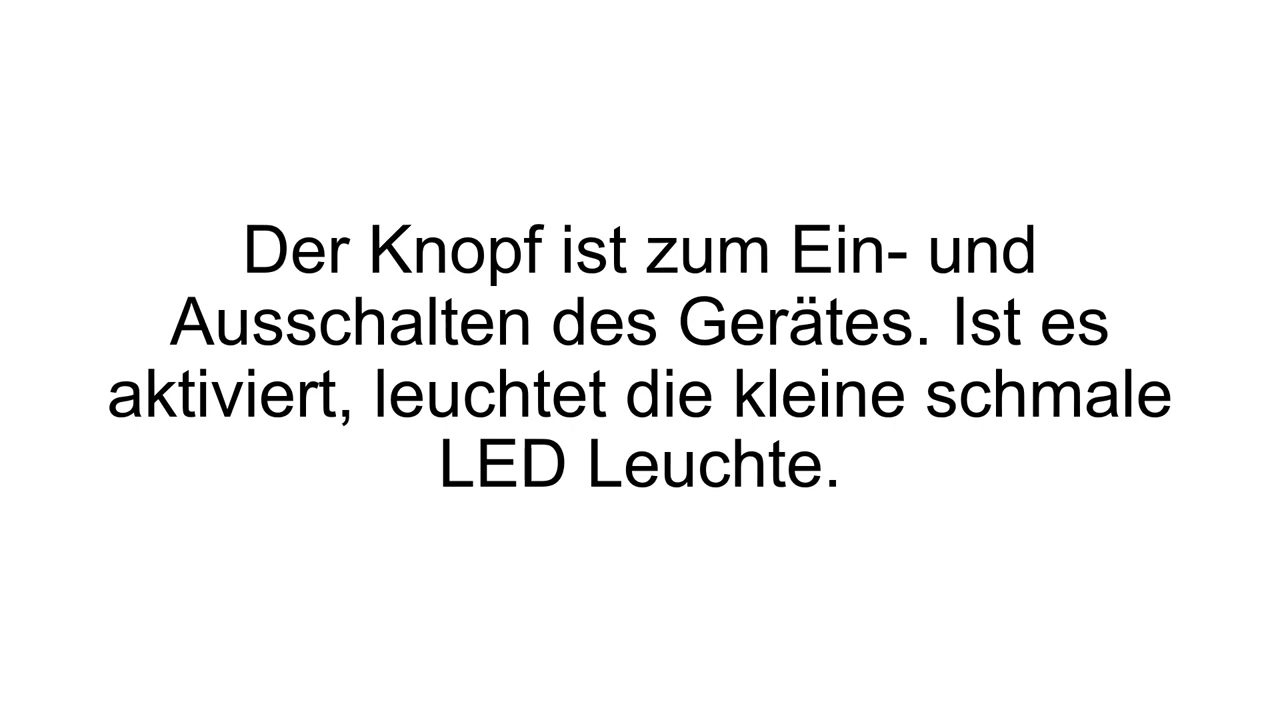 Der Knopf ist zum Ein- und
Ausschalten des Gerätes. Ist es
aktiviert, leuchtet die kleine schmale
LED Leuchte.